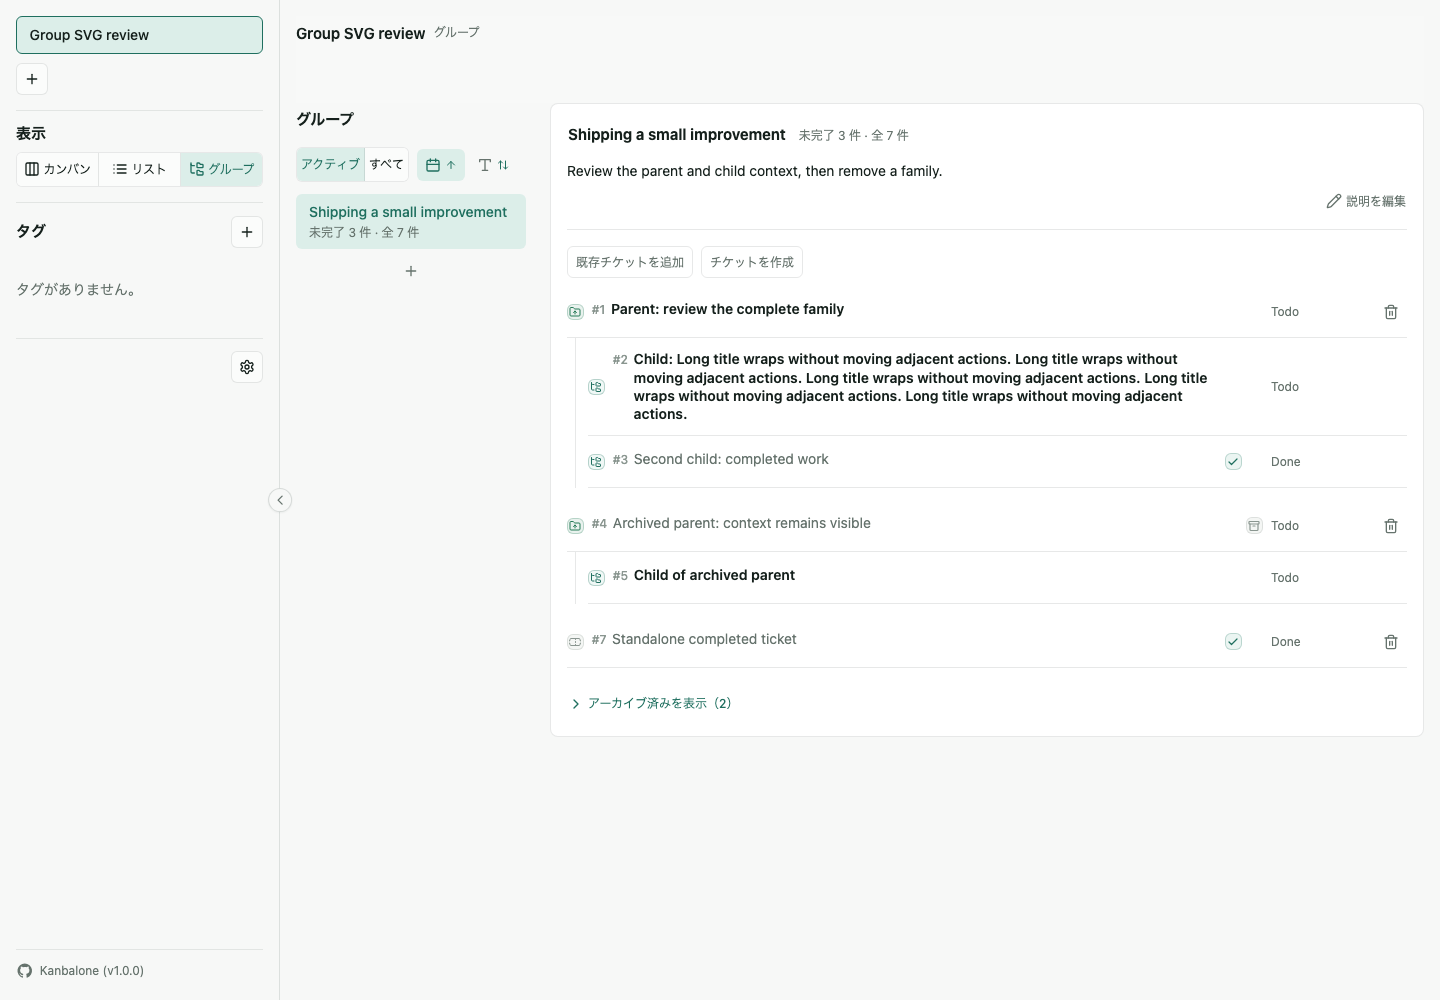 Group SVG review
表示
カンバン
リスト
グループ
タグ
タグがありません。
Kanbalone (v1.0.0)
Group SVG review グループ
グループ
アクティブ すべて
Shipping a small improvement
未完了 3 件 · 全 7 件
Shipping a small improvement 未完了 3 件 · 全 7 件
Review the parent and child context, then remove a family.
説明を編集
既存チケットを追加 チケットを作成
#1 Parent: review the complete family Todo
#2 Child: Long title wraps without moving adjacent actions. Long title wraps without
moving adjacent actions. Long title wraps without moving adjacent actions. Long title
wraps without moving adjacent actions. Long title wraps without moving adjacent
actions.
Todo
#3 Second child: completed work Done
#4 Archived parent: context remains visible Todo
#5 Child of archived parent Todo
#7 Standalone completed ticket Done
アーカイブ済みを表示（2）